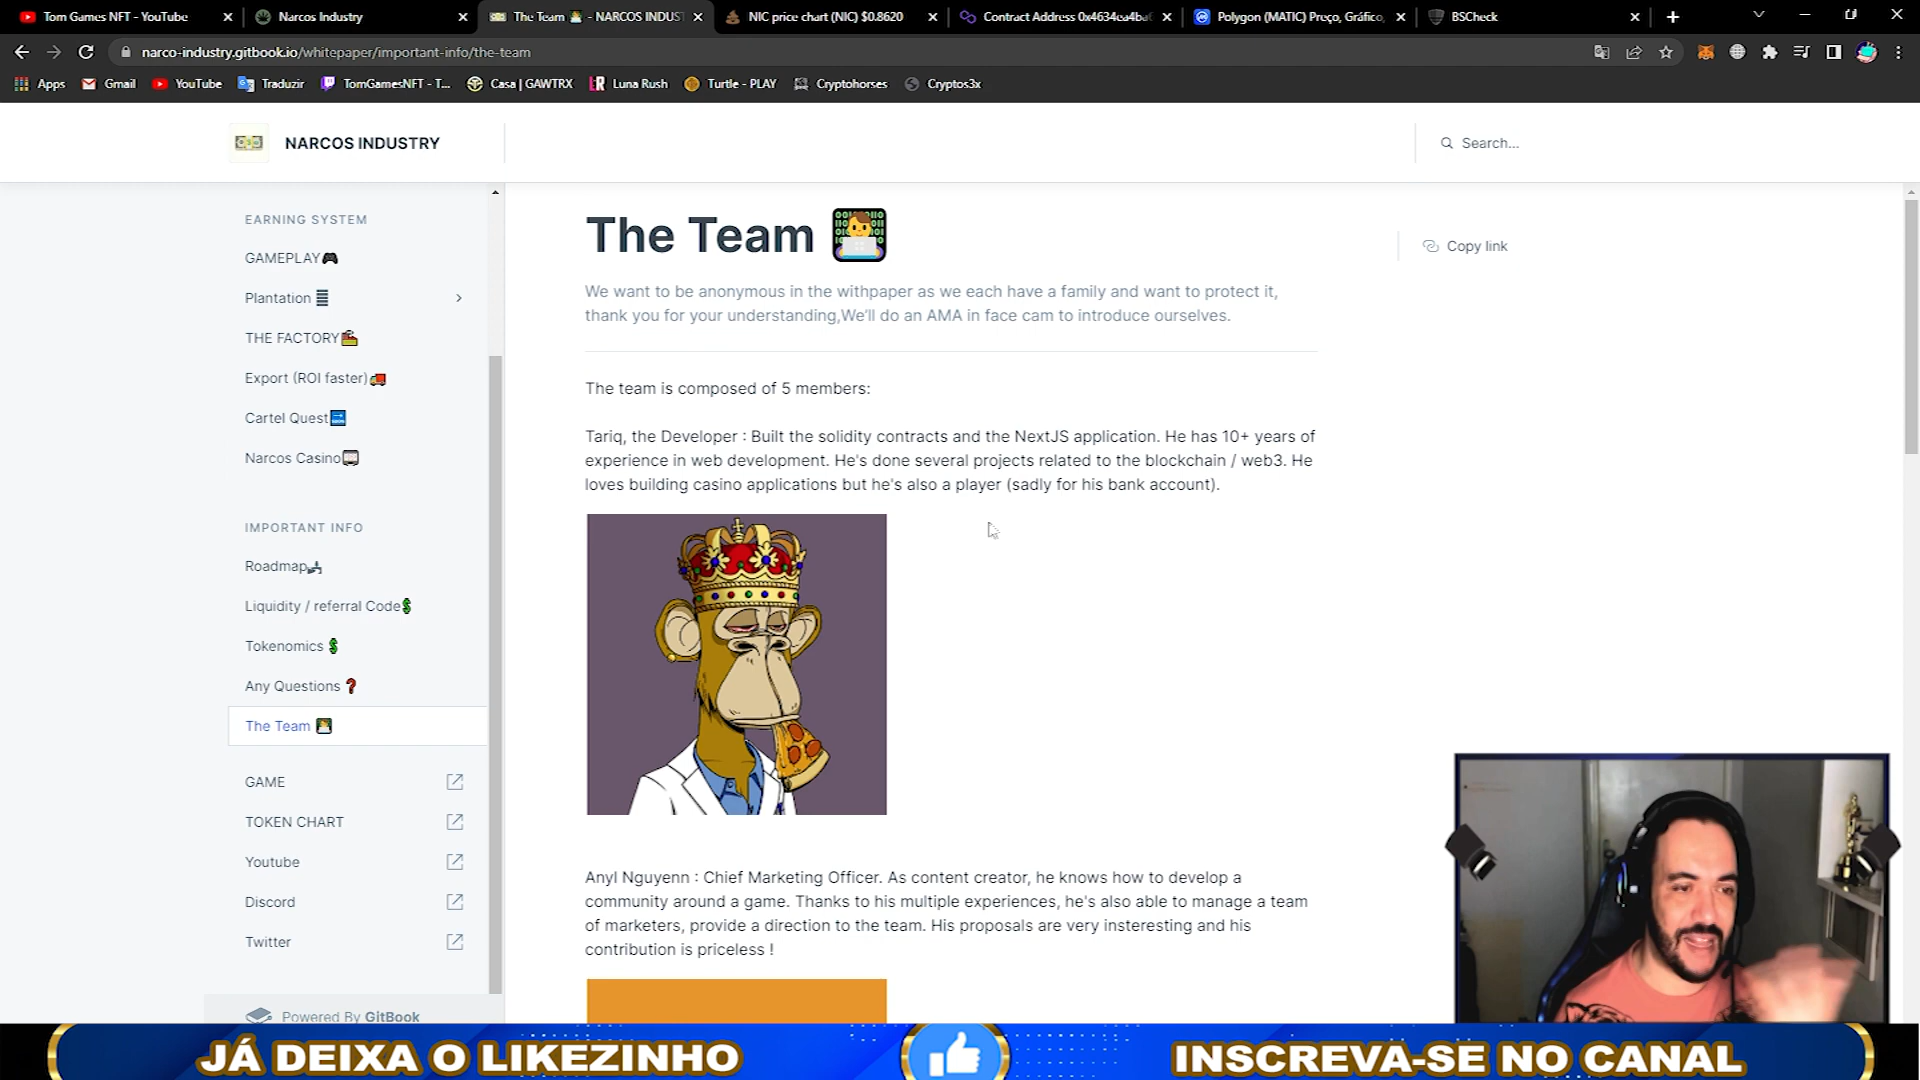 Tom Games NFT - YouTube
Narcos Industry
The Team
- NARCOS INDUST
NIC price chart (NIC) $0.8620
Contract Address 0x4634ea4ba
Polygon (MATIC) Preço, Gráfico,
BSCheck
narco-industry.gitbook.io/whitepaper/important-info/the-team
Apps
Gmail
YouTube
Traduzir
TomGamesNFT - T...
Casa | GAWTRX
Luna Rush
Turtle - PLAY
Cryptohorses
Cryptos3x
NARCOS INDUSTRY
Search...
EARNING SYSTEM
GAMEPLAY
Plantation
THE FACTORY
Export (ROI faster)
Cartel Quest
Narcos Casino
IMPORTANT INFO
Roadmap
Liquidity / referral Code
Tokenomics
Any Questions
The Team
GAME
TOKEN CHART
Youtube
Discord
Twitter
Powered By GitBook
The Team
Copy link
We want to be anonymous in the withpaper as we each have a family and want to protect it,
thank you for your understanding,We'll do an AMA in face cam to introduce ourselves.
The team is composed of 5 members:
Tariq, the Developer : Built the solidity contracts and the NextJS application. He has 10+ years of
experience in web development. He's done several projects related to the blockchain / web3. He
loves building casino applications but he's also a player (sadly for his bank account).
Anyl Nguyenn : Chief Marketing Officer. As content creator, he knows how to develop a
community around a game. Thanks to his multiple experiences, he's also able to manage a team
of marketers, provide a direction to the team. His proposals are very insteresting and his
contribution is priceless !
JÁ DEIXA O LIKEZINHO
INSCREVA-SE NO CANAL